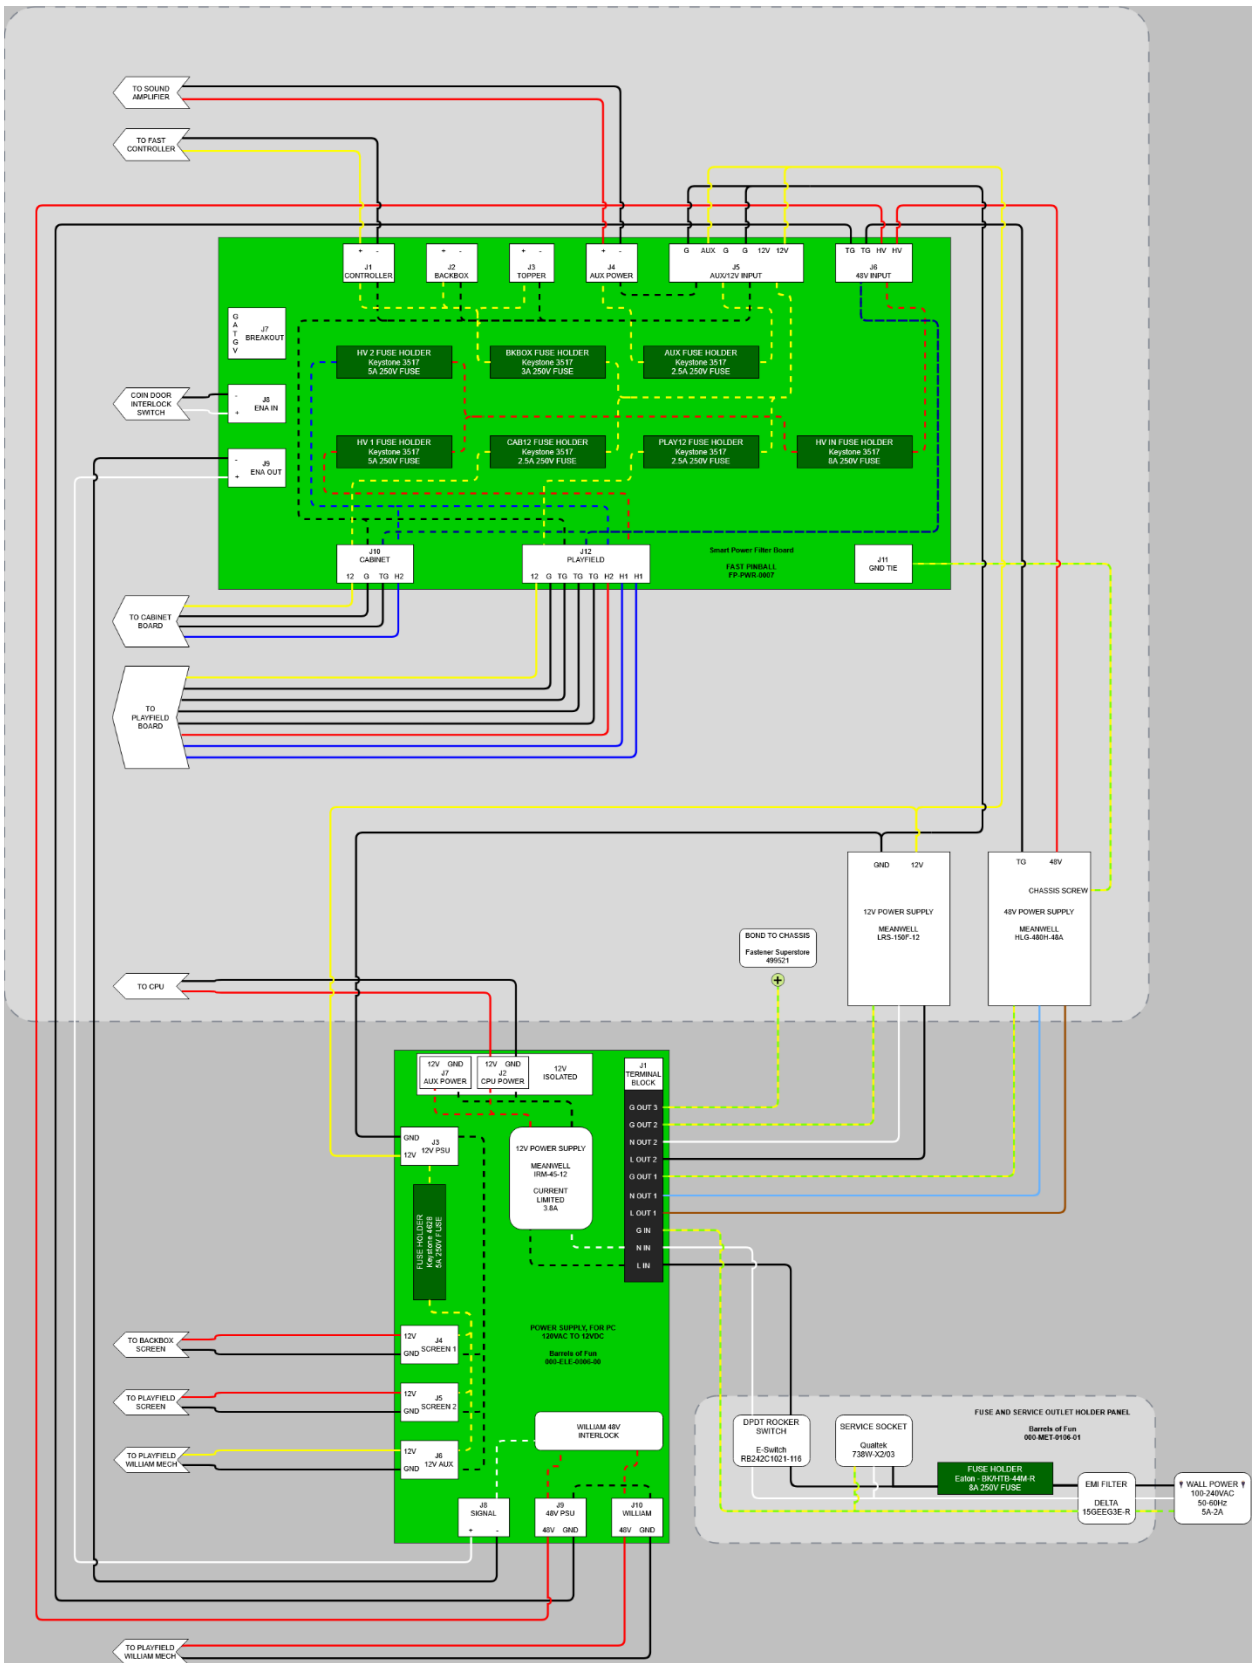 TO SOUND
AMPLIFIER
TO FAST
CONTROLLER
+ -
J1
CONTROLLER
+ -
J2
BACKBOX
+ -
J3
TOPPER
+ -
J4
AUX POWER
G AUX G G 12V 12V
J5
AUX/12V INPUT
TG TG HV HV
J6
48V INPUT
G
A
T
G
V
J7
BREAKOUT
HV 2 FUSE HOLDER
Keystone 3517
5A 250V FUSE
BKBOX FUSE HOLDER
Keystone 3517
3A 250V FUSE
AUX FUSE HOLDER
Keystone 3517
2.5A 250V FUSE
COIN DOOR
INTERLOCK
SWITCH
-
+
J8
ENA IN
HV 1 FUSE HOLDER
Keystone 3517
5A 250V FUSE
CAB12 FUSE HOLDER
Keystone 3517
2.5A 250V FUSE
PLAY12 FUSE HOLDER
Keystone 3517
2.5A 250V FUSE
HV IN FUSE HOLDER
Keystone 3517
8A 250V FUSE
-
+
J9
ENA OUT
J10
CABINET
12 G TG H2
J12
PLAYFIELD
12 G TG TG TG H2 H1 H1
Smart Power Filter Board
FAST PINBALL
FP-PWR-0007
J11
GND TIE
TO CABINET
BOARD
TO
PLAYFIELD
BOARD
GND 12V
12V POWER SUPPLY
MEANWELL
LRS-150F-12
TG 48V
CHASSIS SCREW
48V POWER SUPPLY
MEANWELL
HLG-480H-48A
BOND TO CHASSIS
Fastener Superstore
499521
TO CPU
12V GND
J7
AUX POWER
12V GND
J2
CPU POWER
12V
ISOLATED
J1
TERMINAL
BLOCK
G OUT 3
G OUT 2
N OUT 2
L OUT 2
G OUT 1
N OUT 1
L OUT 1
G IN
N IN
L IN
GND
12V
J3
12V PSU
12V POWER SUPPLY
MEANWELL
IRM-45-12
CURRENT
LIMITED
3.8A
FUSE HOLDER
Keystone 4628
5A 250V FUSE
POWER SUPPLY, FOR PC
120VAC TO 12VDC
Barrels of Fun
000-ELE-0006-00
TO BACKBOX
SCREEN
12V
GND
J4
SCREEN 1
TO PLAYFIELD
SCREEN
12V
GND
J5
SCREEN 2
TO PLAYFIELD
WILLIAM MECH
12V
GND
J6
12V AUX
WILLIAM 48V
INTERLOCK
J8
SIGNAL
+ -
J9
48V PSU
48V GND
J10
WILLIAM
48V GND
FUSE AND SERVICE OUTLET HOLDER PANEL
Barrels of Fun
000-MET-0106-01
DPDT ROCKER
SWITCH
E-Switch
RB242C1021-116
SERVICE SOCKET
Qualtek
738W-X2/03
FUSE HOLDER
Eaton - BK/HTB-44M-R
8A 250V FUSE
EMI FILTER
DELTA
15GEEG3E-R
WALL POWER
100-240VAC
50-60Hz
5A-2A
TO PLAYFIELD
WILLIAM MECH